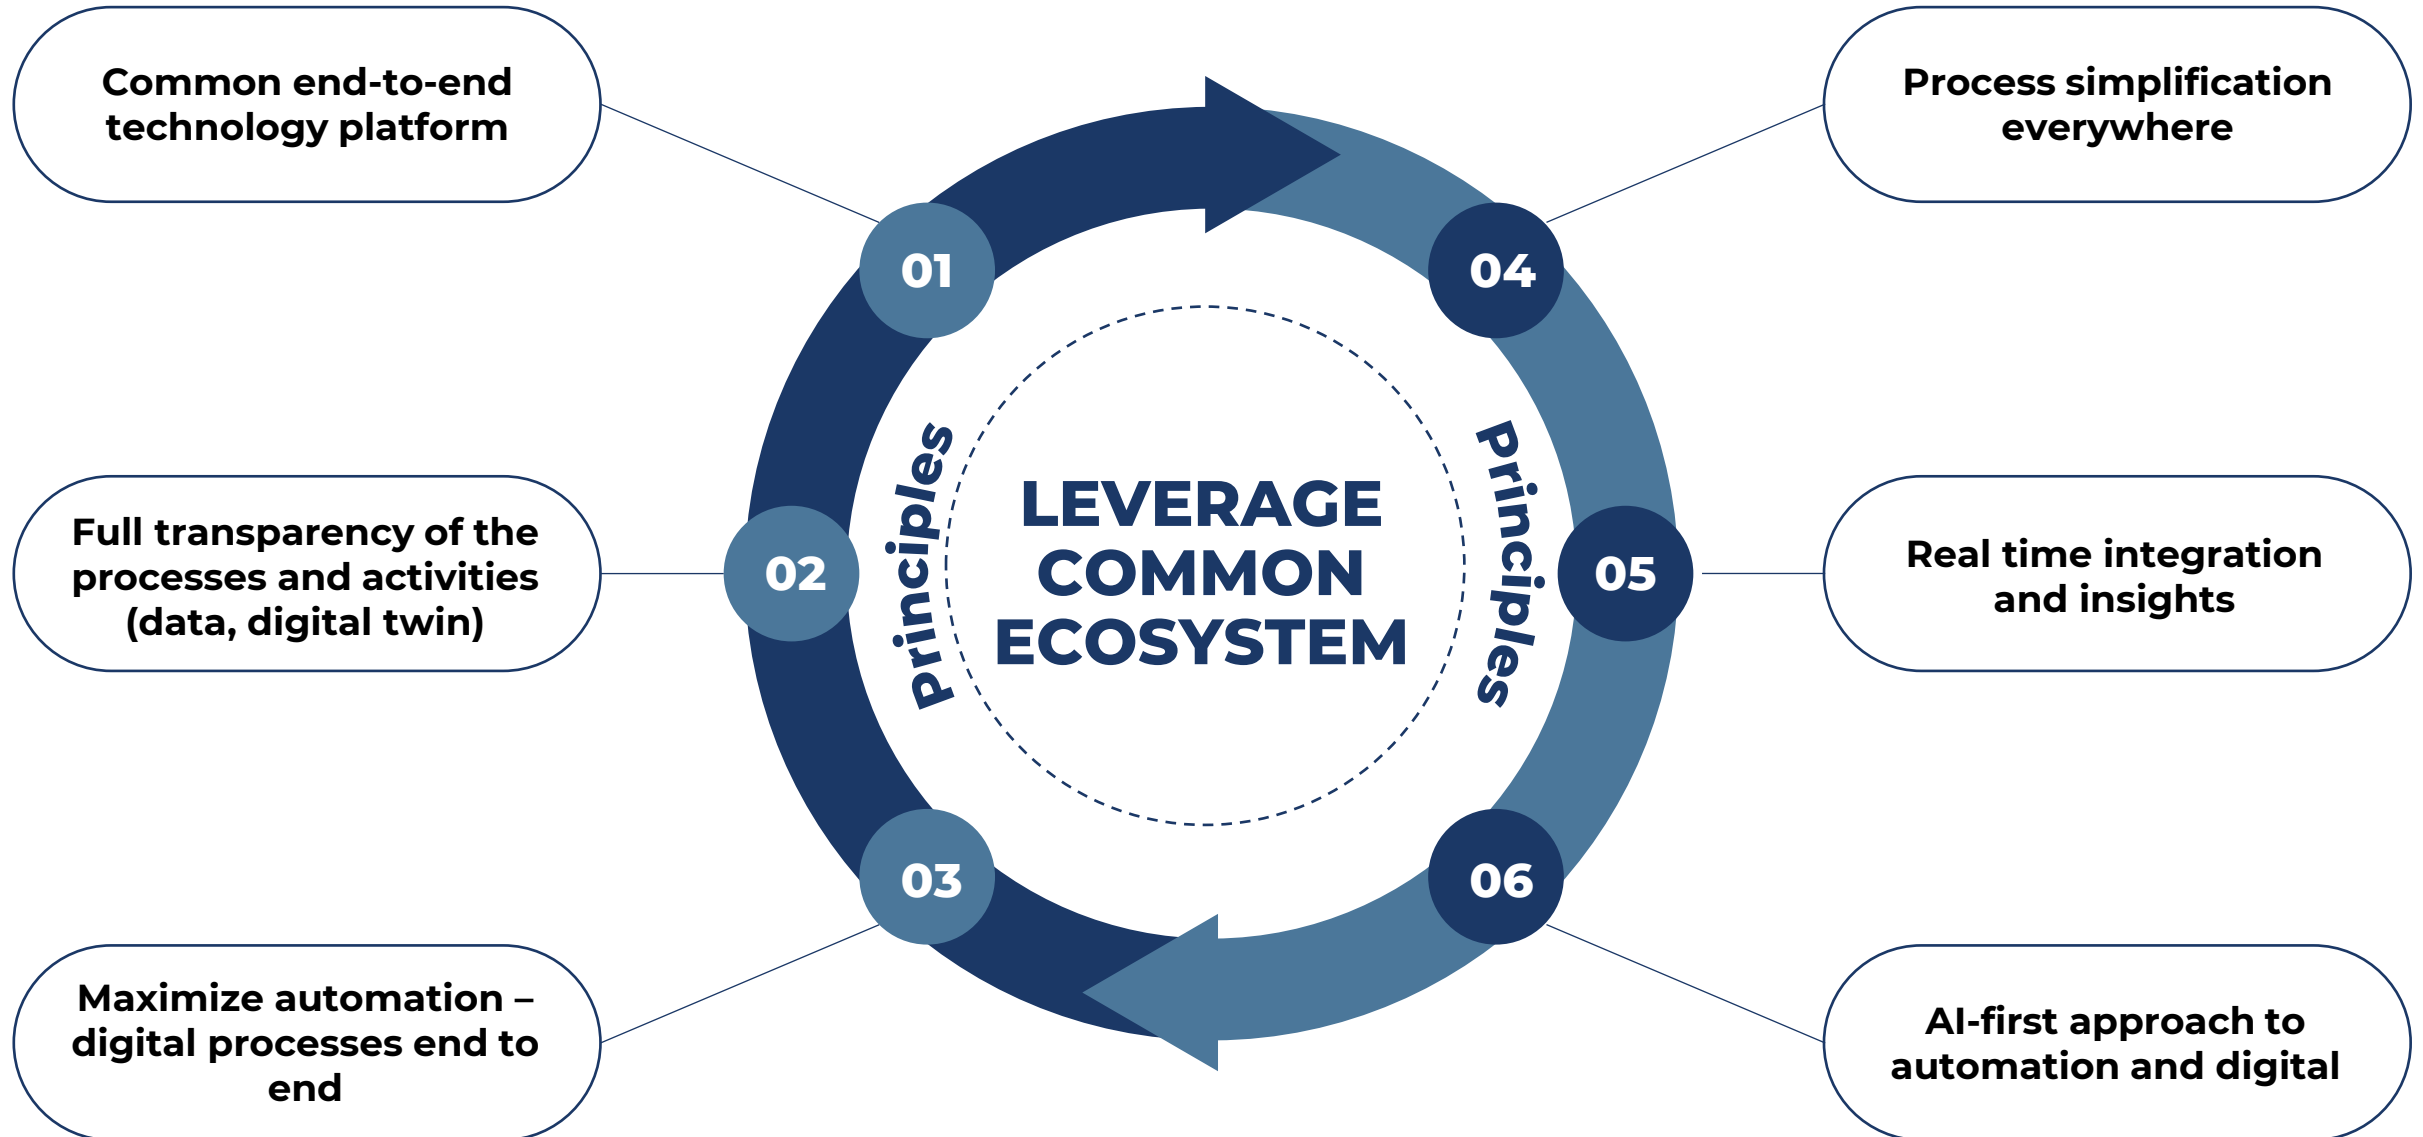 Common end-to-end
technology platform
01
Full transparency of the
processes and activities
(data, digital twin)
02
Maximize automation –
digital processes end to
end
03
Principles
LEVERAGE
COMMON
ECOSYSTEM
Principles
04
Process simplification
everywhere
05
Real time integration
and insights
06
AI-first approach to
automation and digital